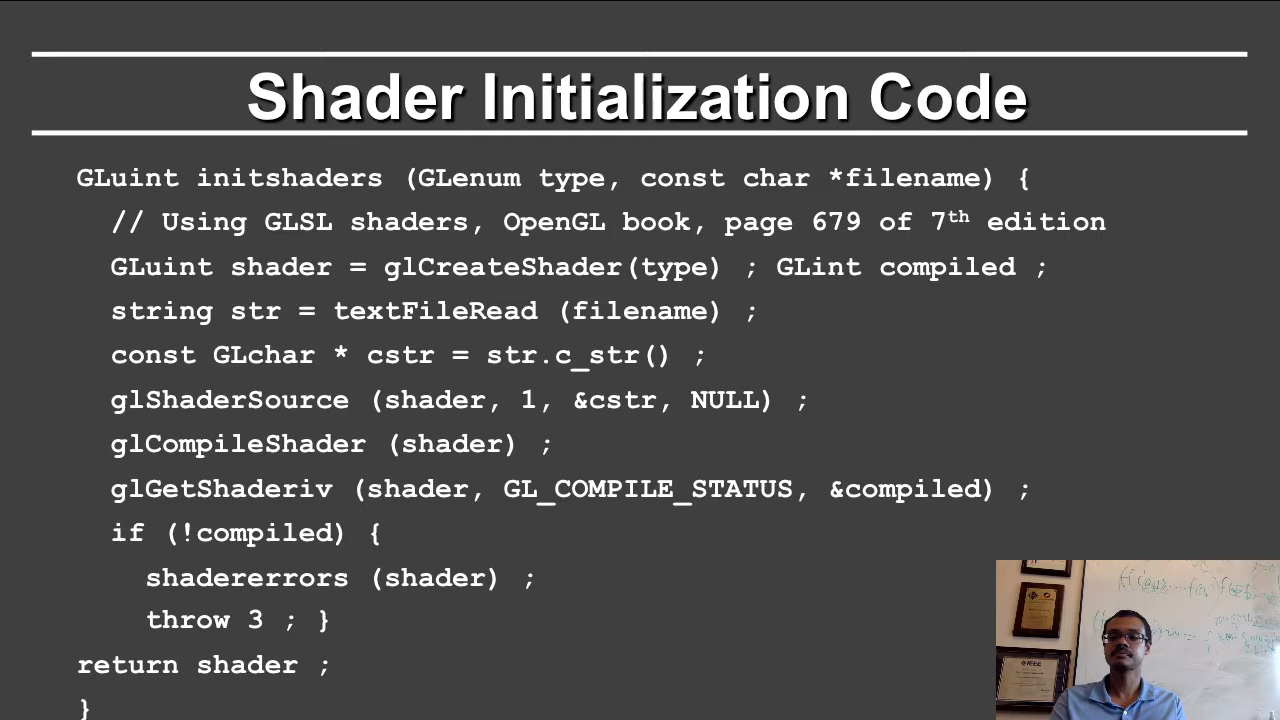 Shader Initialization Code
GLuint initshaders (GLenum type, const char *filename) {
// Using GLSL shaders, OpenGL book, page 679 of 7th edition
GLuint shader = glCreateShader(type) ; GLint compiled ;
string str = textFileRead (filename) ;
const GLchar * cstr = str.c_str() ;
glShaderSource (shader, 1, &cstr, NULL) ;
glCompileShader (shader) ;
glGetShaderiv (shader, GL_COMPILE_STATUS, &compiled) ;
if (!compiled) {
shadererrors (shader) ;
throw 3 ; }
return shader ;
}
IEEE